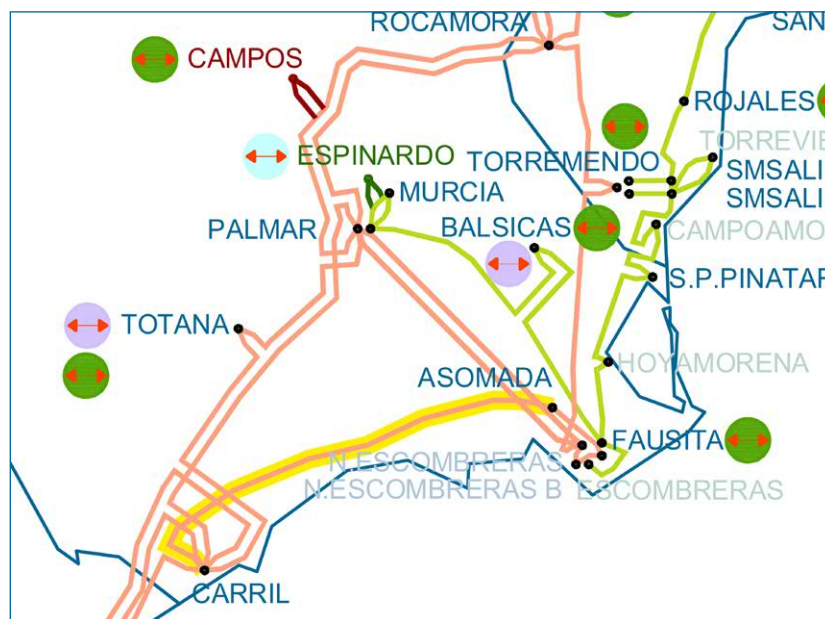 ROCAMORA
SAN
CAMPOS
ROJALES
ESPINARDO
TORREVIE
TORREMENDO
SMSALI
MURCIA
SMSALI
PALMAR
BALSICAS
CAMPOAMO
S.P.PINATAR
TOTANA
HOYAMORENA
ASOMADA
FAUSITA
N.ESCOMBRERAS
N.ESCOMBRERAS B
ESCOMBRERAS
CARRIL